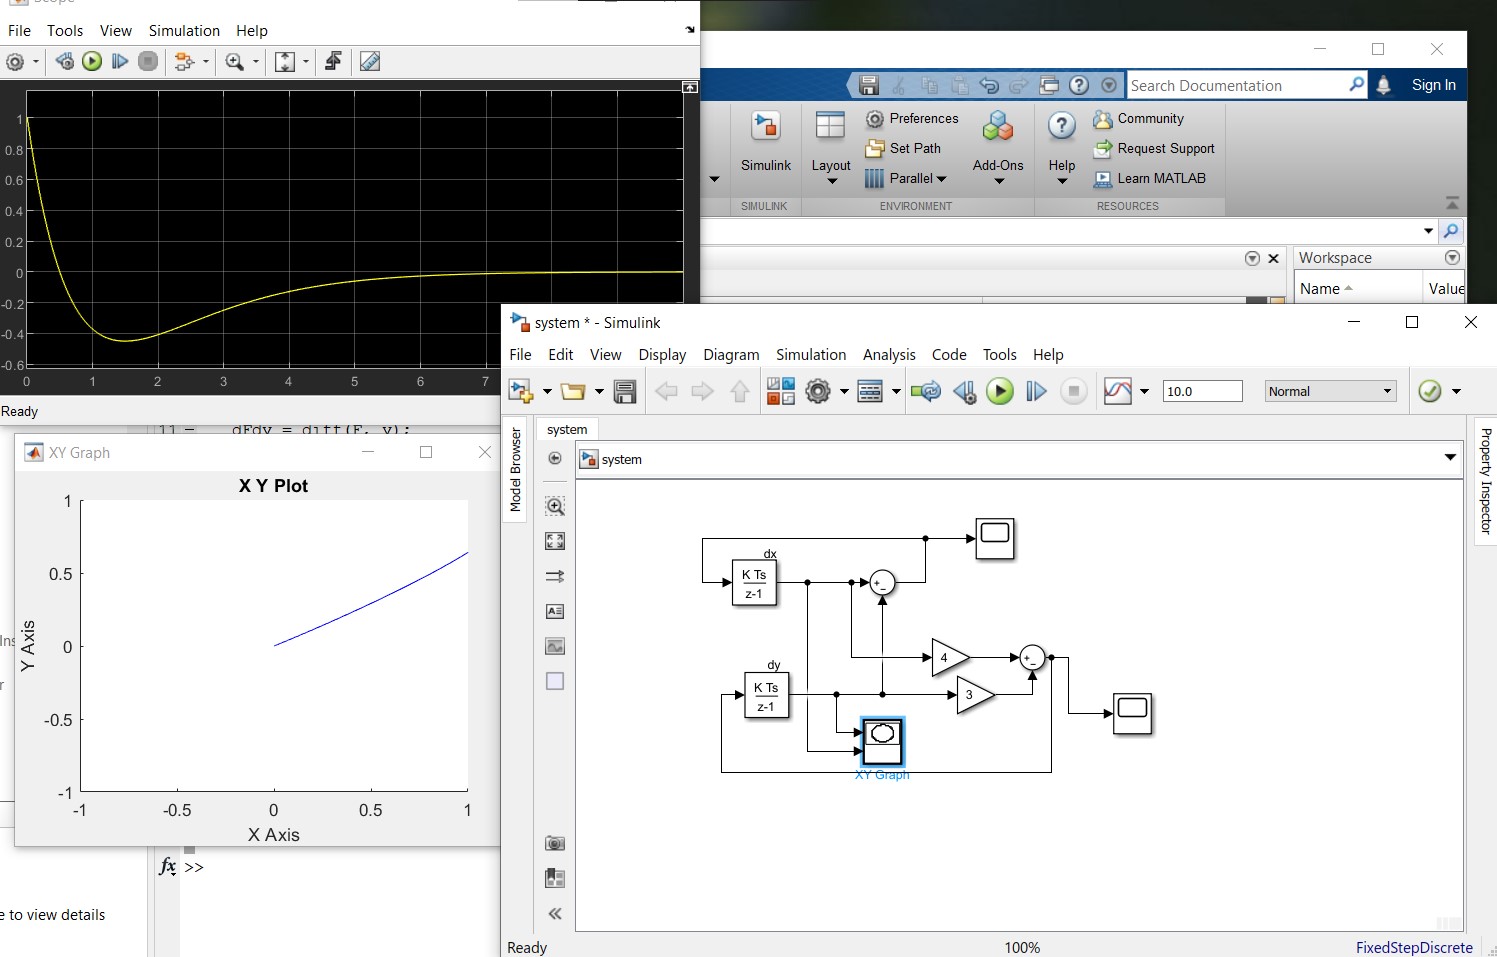 Scope
File Tools View Simulation Help
1
0.8
0.6
0.4
0.2
0
-0.2
-0.4
-0.6
0 1 2 3 4 5 6 7
Ready
11 — dFdy = diff(F, y);
Search Documentation
Sign In
Simulink
Layout
Preferences
Set Path
Parallel
Add-Ons
Help
Community
Request Support
Learn MATLAB
SIMULINK
ENVIRONMENT
RESOURCES
Workspace
Name
Value
XY Graph
X Y Plot
1
0.5
0
-0.5
-1
Y Axis
-1 -0.5 0 0.5 1
X Axis
Ins
r
fx >>
e to view details
system * - Simulink
File Edit View Display Diagram Simulation Analysis Code Tools Help
10.0
Normal
Model Browser
system
system
Property Inspector
dx
K Ts
z-1
+
-
4
+
-
dy
K Ts
z-1
3
XY Graph
Ready
100%
FixedStepDiscrete